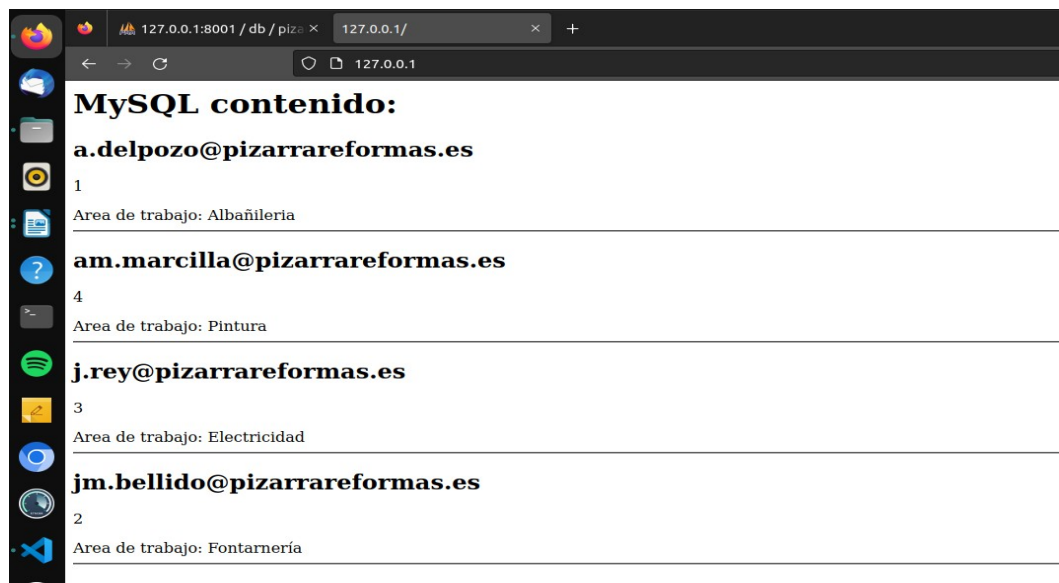 127.0.0.1:8001 / db / piza
127.0.0.1/
127.0.0.1
MySQL contenido:
a.delpozo@pizarrareformas.es
1
Area de trabajo: Albañileria
am.marcilla@pizarrareformas.es
4
Area de trabajo: Pintura
j.rey@pizarrareformas.es
3
Area de trabajo: Electricidad
jm.bellido@pizarrareformas.es
2
Area de trabajo: Fontarnería